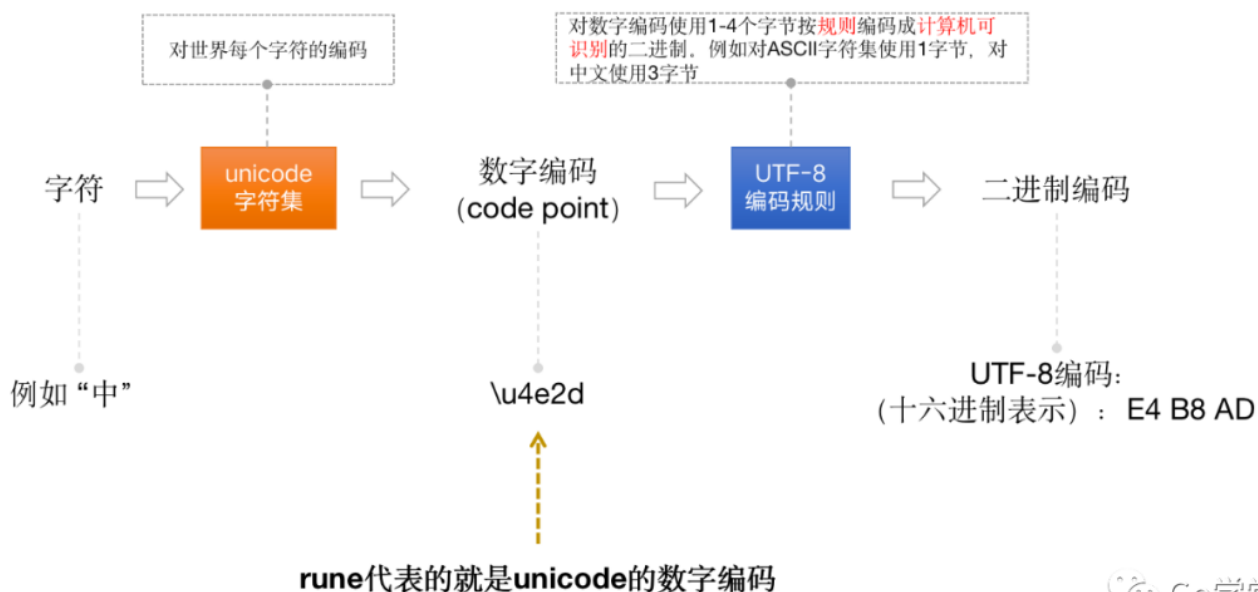 对世界每个字符的编码
对数字编码使用1-4个字节按规则编码成计算机可
识别的二进制。例如对ASCII字符集使用1字节，对
中文使用3字节
字符
unicode
字符集
数字编码
（code point）
UTF-8
编码规则
二进制编码
例如 “中”
\u4e2d
UTF-8编码：
（十六进制表示）： E4 B8 AD
rune代表的就是unicode的数字编码